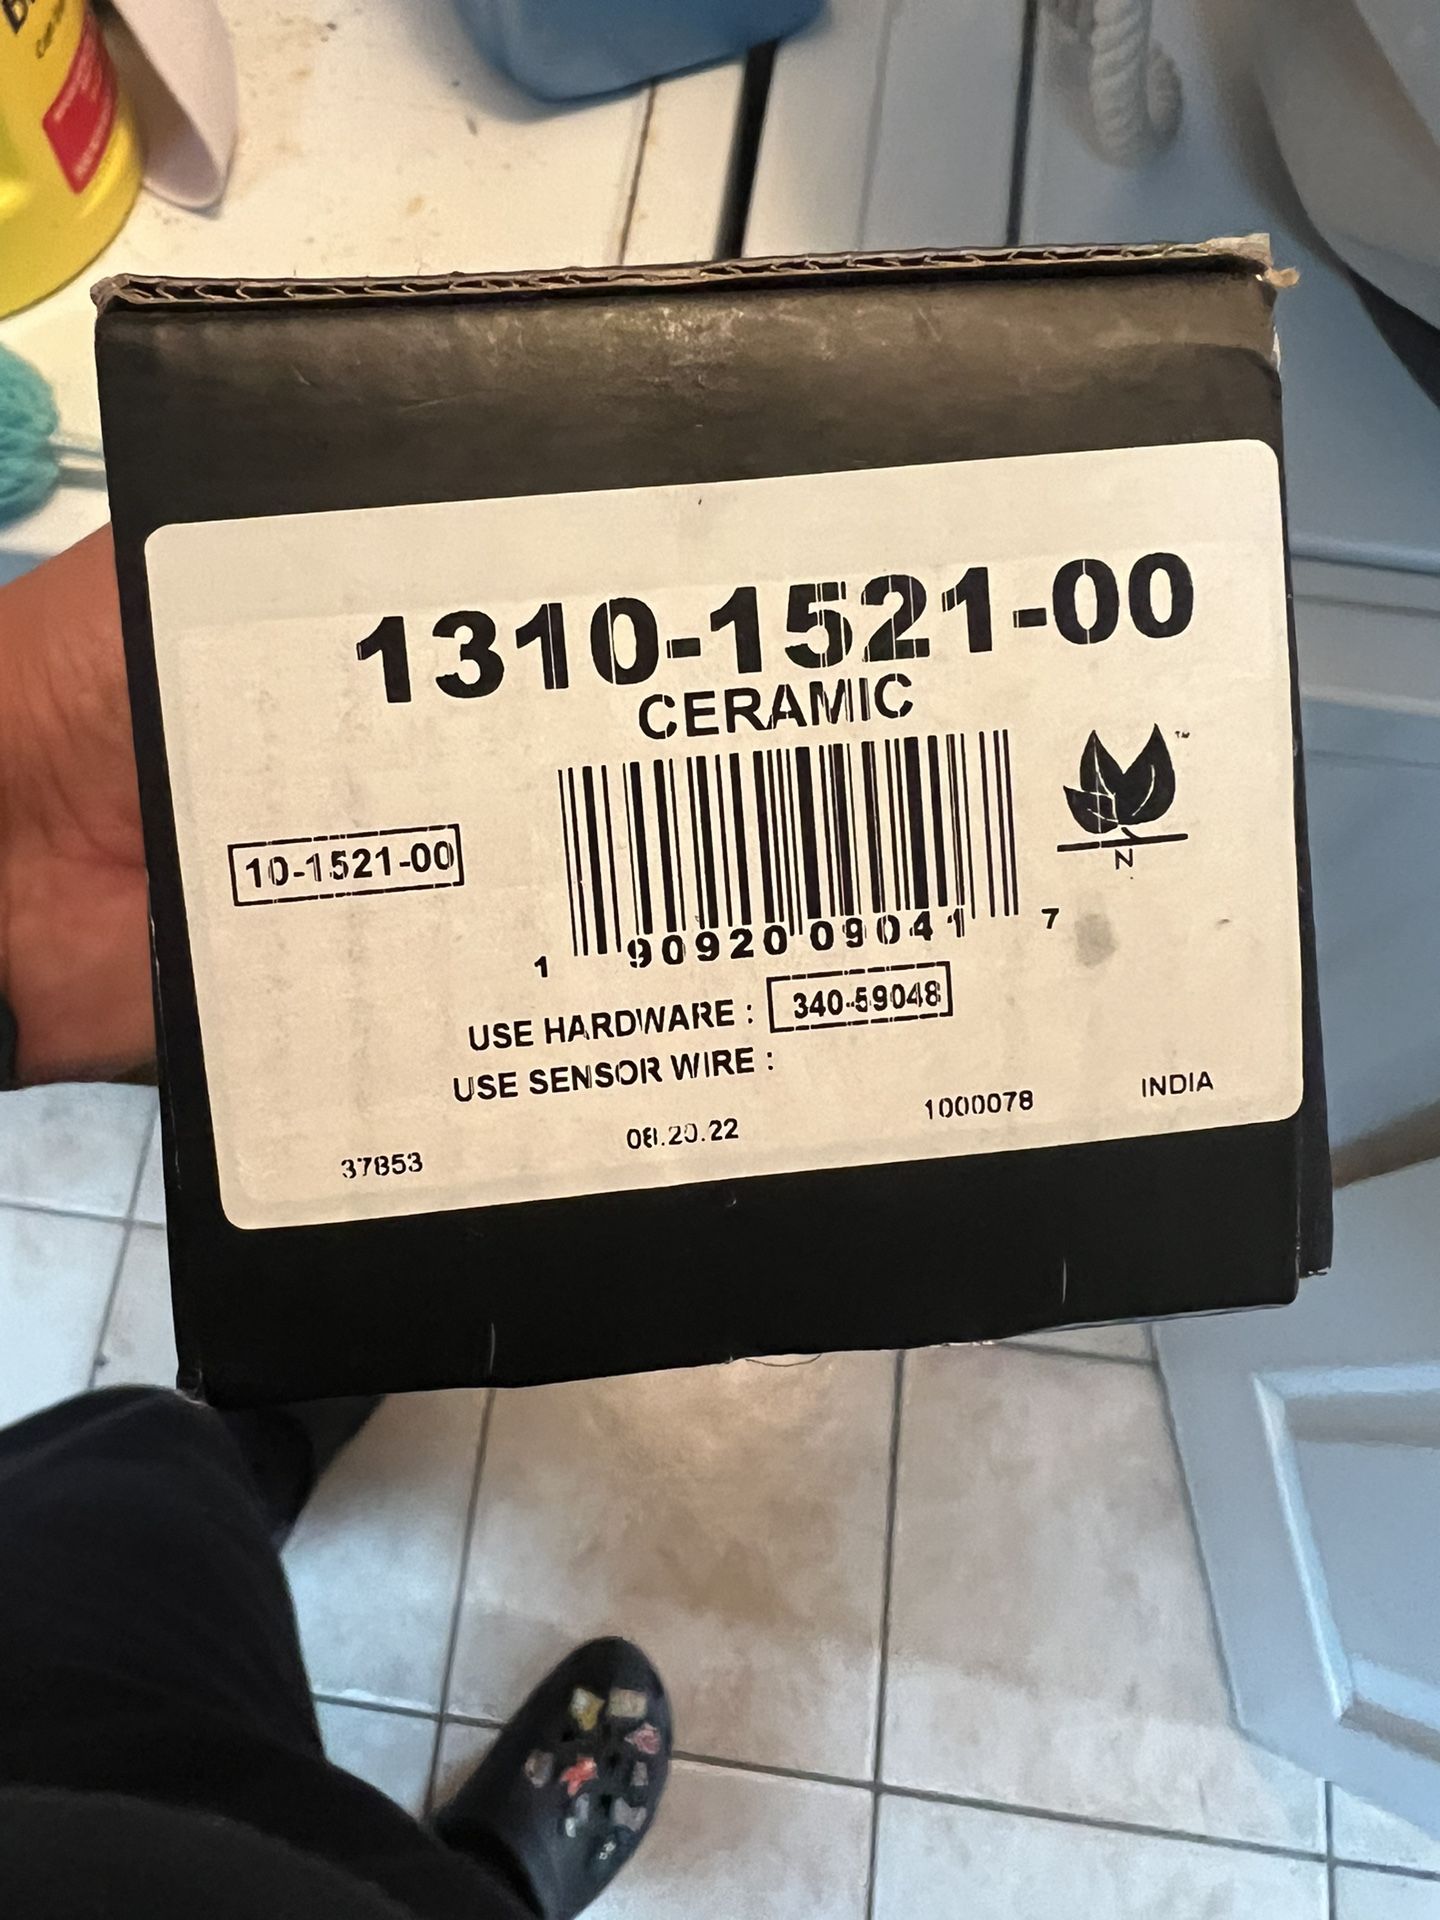 1310-1521-00
CERAMIC
™
10-1521-00
N
1 90920 09041 7
USE HARDWARE : 340-59048
USE SENSOR WIRE :
37853
08.20.22
1000078
INDIA